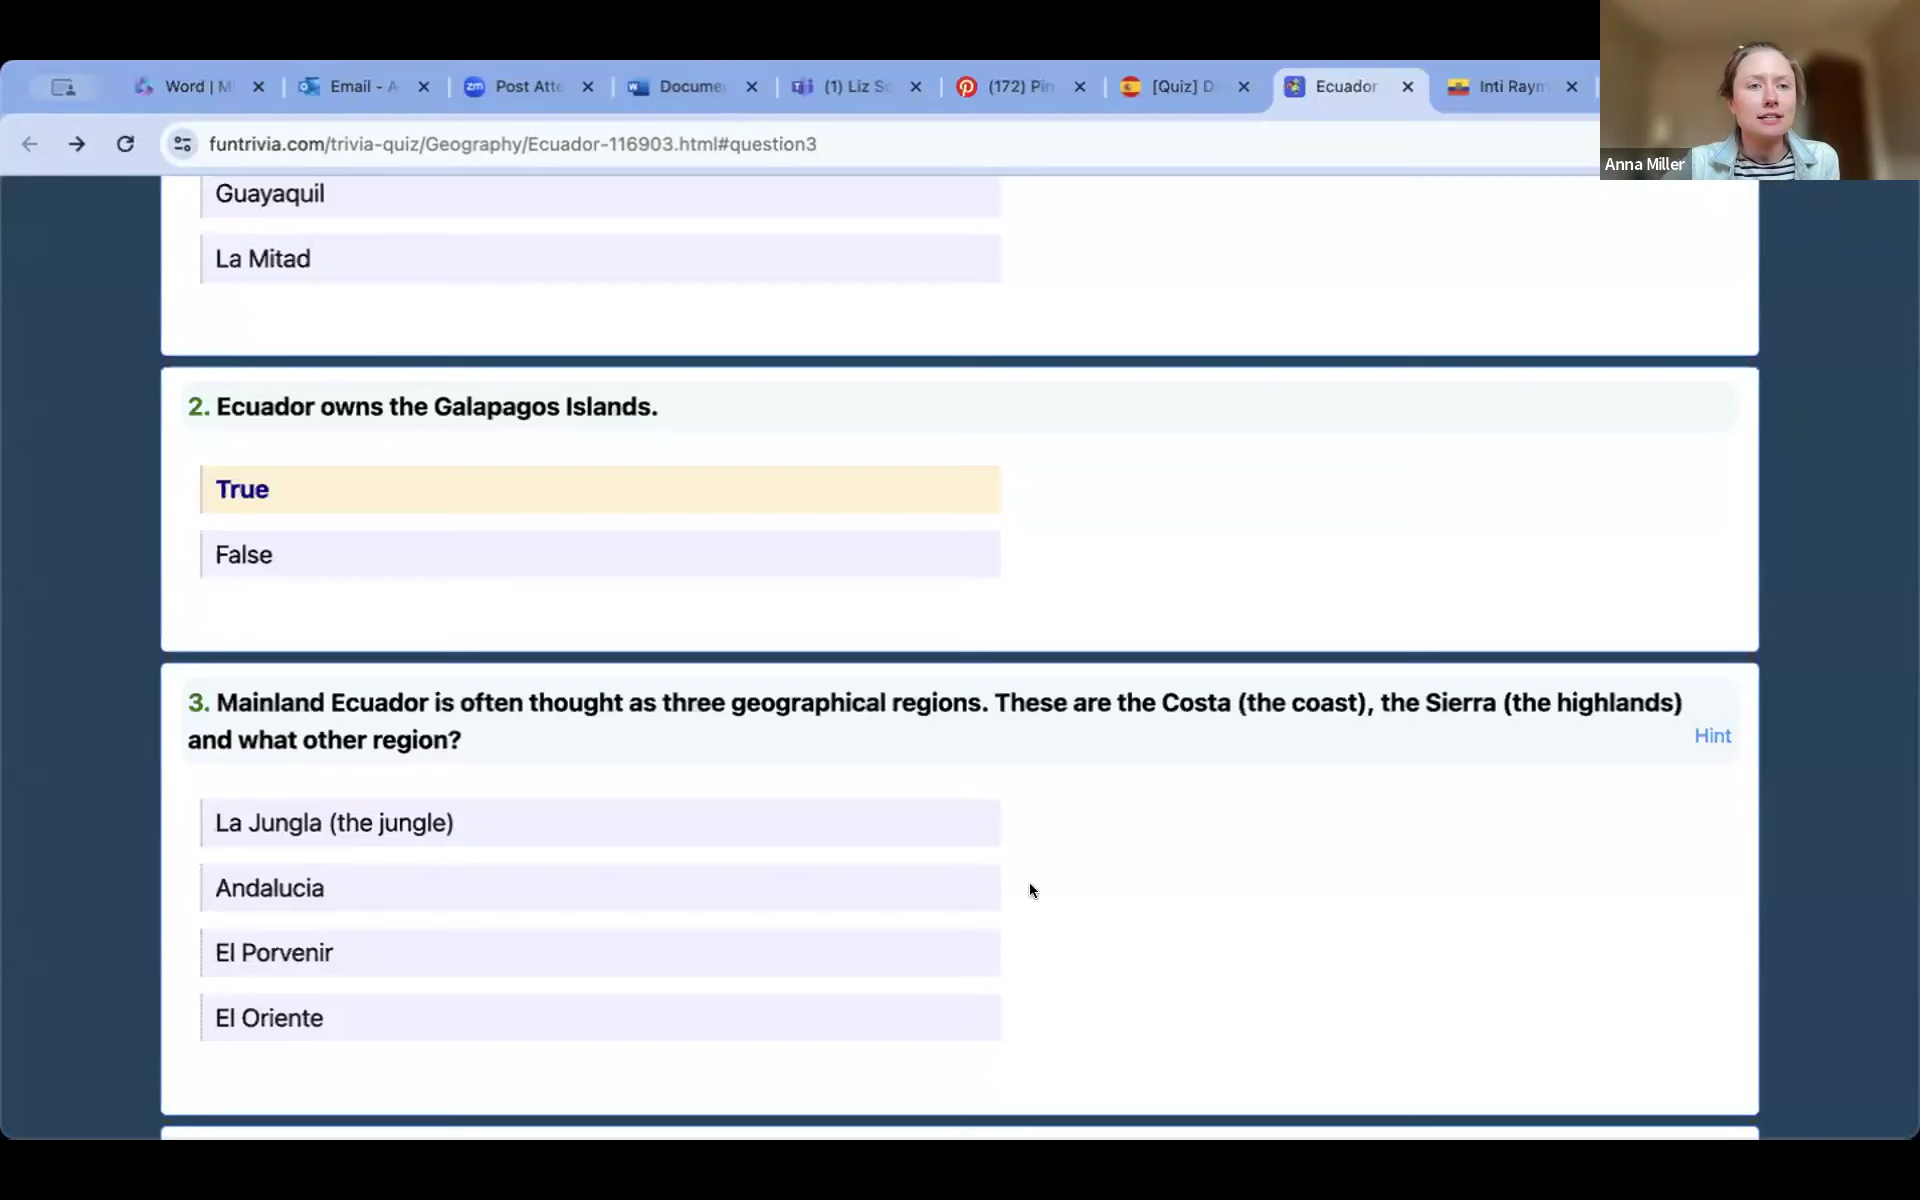 Word | M
Email - A
Post Atte
Docume
(1) Liz Sc
(172) Pin
[Quiz] D
Ecuador
Inti Raym
funtrivia.com/trivia-quiz/Geography/Ecuador-116903.html#question3
Anna Miller
Guayaquil
La Mitad
2. Ecuador owns the Galapagos Islands.
True
False
3. Mainland Ecuador is often thought as three geographical regions. These are the Costa (the coast), the Sierra (the highlands)
and what other region?
Hint
La Jungla (the jungle)
Andalucia
El Porvenir
El Oriente